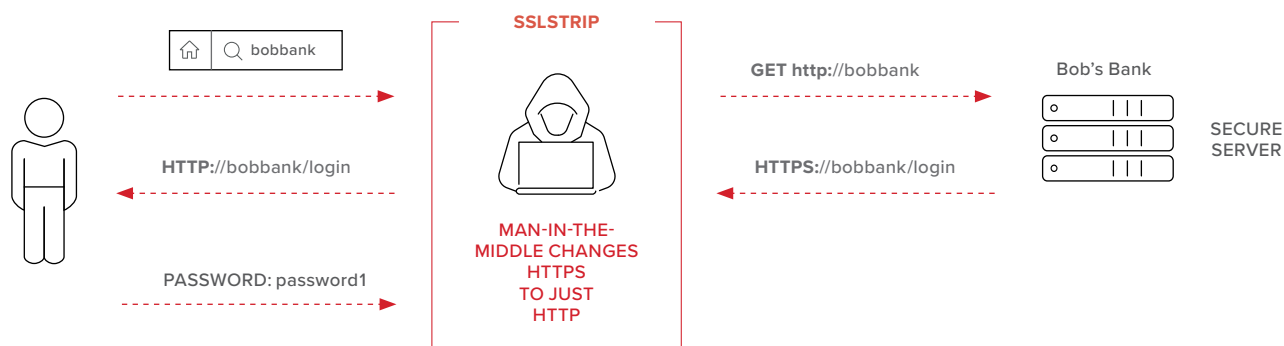 SSLSTRIP
bobbank
GET http://bobbank
Bob's Bank
SECURE
SERVER
HTTP://bobbank/login
HTTPS://bobbank/login
MAN-IN-THE-
MIDDLE CHANGES
HTTPS
TO JUST
HTTP
PASSWORD: password1